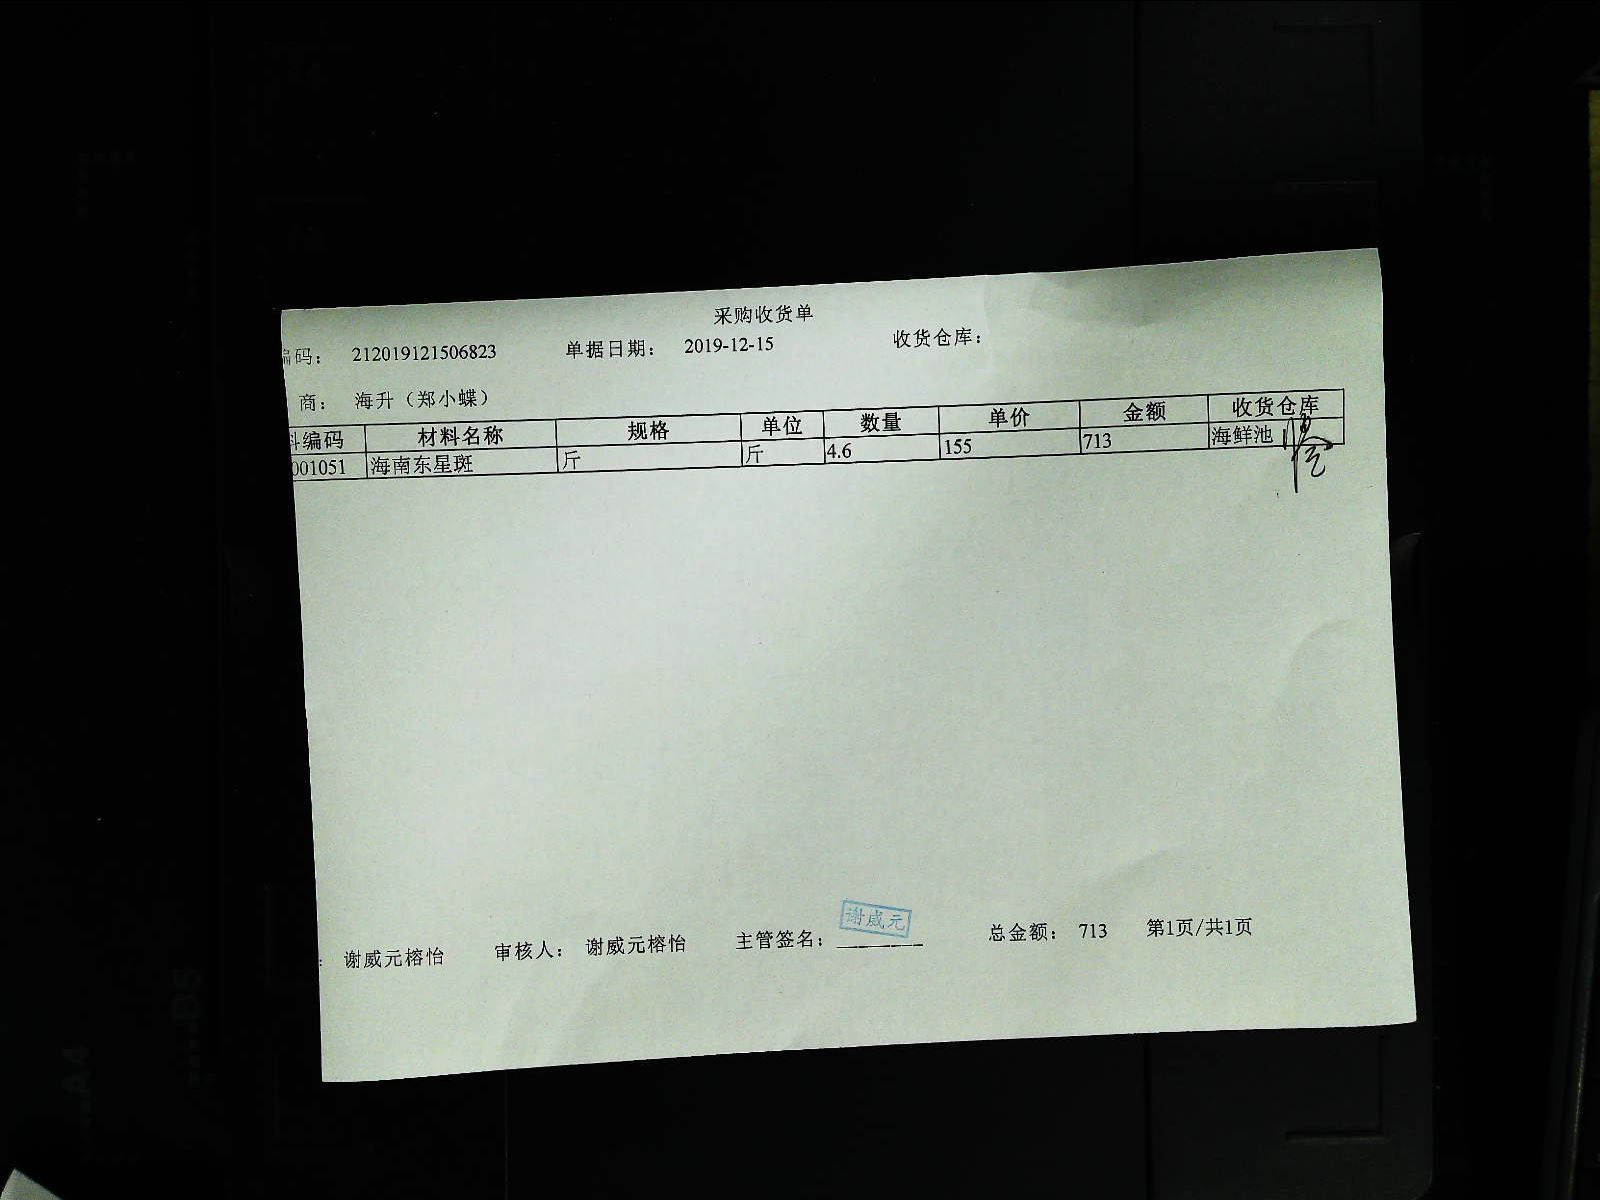 采购收货单
编码： 212019121506823 单据日期： 2019-12-15 收货仓库：
商： 海升（郑小蝶）
料编码 材料名称 规格 单位 数量 单价 金额 收货仓库
001051 海南东星斑 斤 斤 4.6 155 713 海鲜池
： 谢威元榕怡 审核人： 谢威元榕怡 主管签名： 谢威元 总金额： 713 第1页/共1页